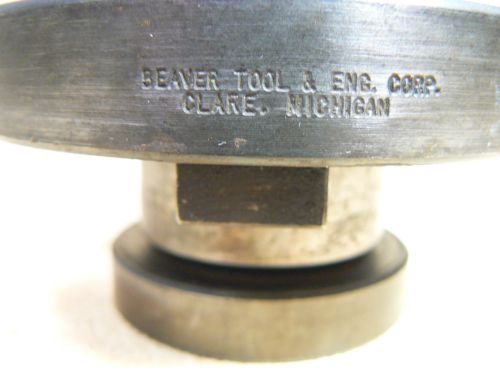 BEAVER TOOL & ENG. CORP.
CLARE, MICHIGAN